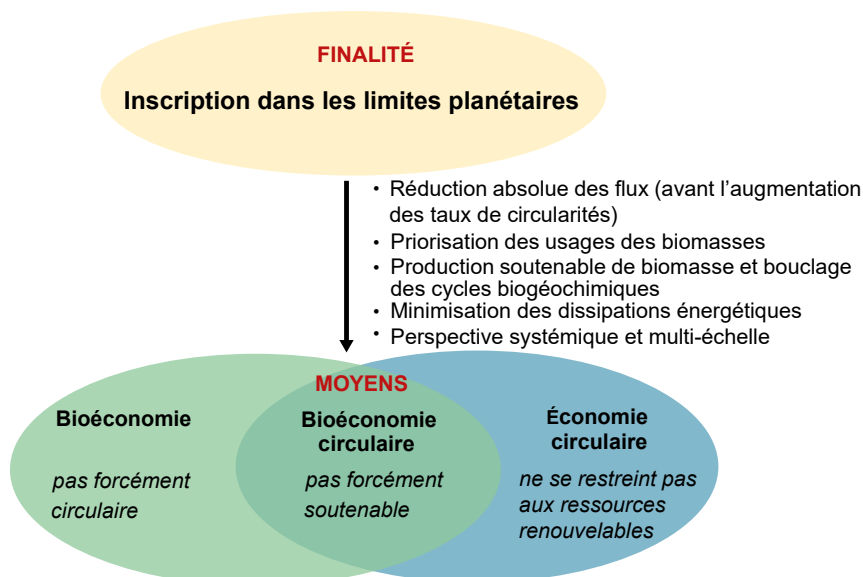 FINALITÉ
Inscription dans les limites planétaires
• Réduction absolue des flux (avant l'augmentation
des taux de circularités)
• Priorisation des usages des biomasses
• Production soutenable de biomasse et bouclage
des cycles biogéochimiques
• Minimisation des dissipations énergétiques
• Perspective systémique et multi-échelle
MOYENS
Bioéconomie
pas forcément
circulaire
Bioéconomie
circulaire
pas forcément
soutenable
Économie
circulaire
ne se restreint pas
aux ressources
renouvelables